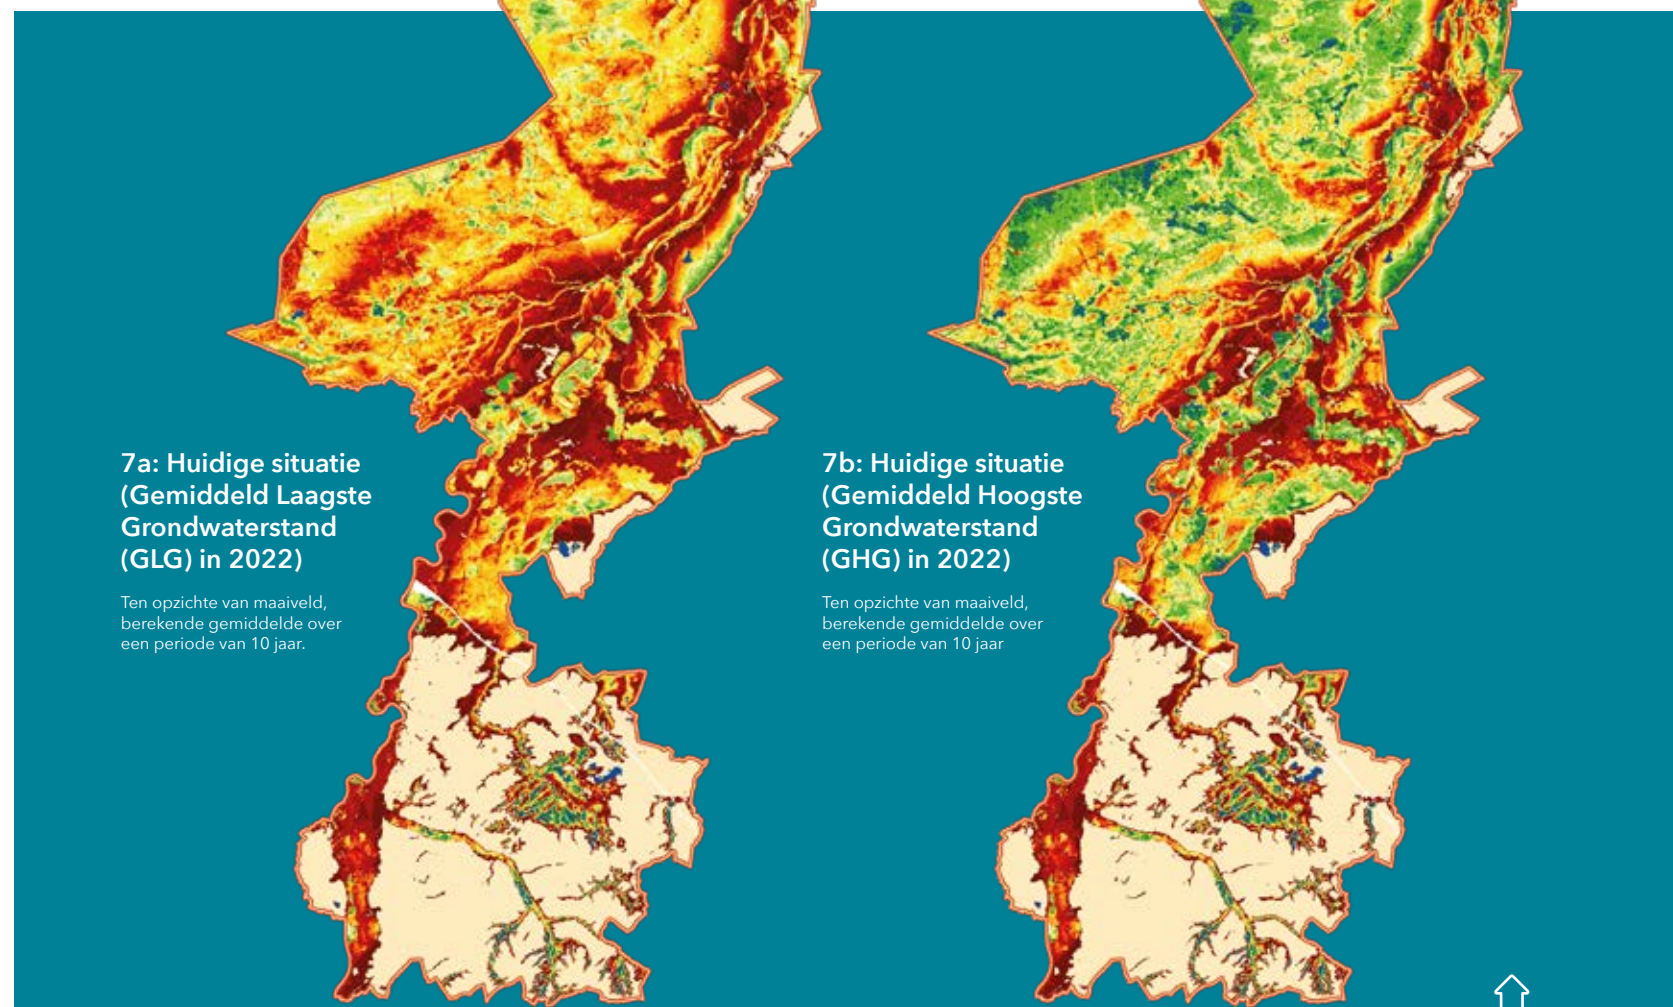 7a: Huidige situatie
(Gemiddeld Laagste
Grondwaterstand
(GLG) in 2022)
Ten opzichte van maaiveld,
berekende gemiddelde over
een periode van 10 jaar.
7b: Huidige situatie
(Gemiddeld Hoogste
Grondwaterstand
(GHG) in 2022)
Ten opzichte van maaiveld,
berekende gemiddelde over
een periode van 10 jaar